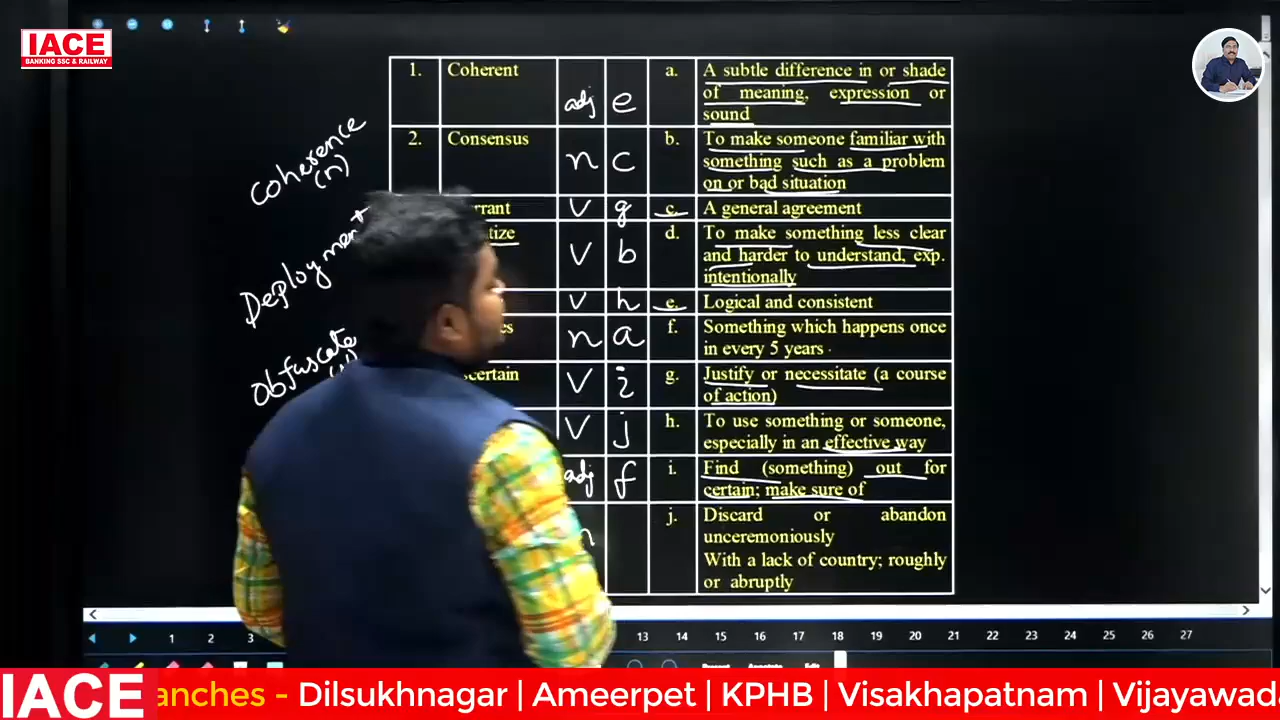 IACE
BANKING SSC & RAILWAY
1. Coherent adj e a. A subtle difference in or shade
of meaning, expression or
sound
2. Consensus n c b. To make someone familiar with
something such as a problem
on or bad situation
rrant v g c. A general agreement
tize v b d. To make something less clear
and harder to understand, exp.
intentionally
v h e. Logical and consistent
es n a f. Something which happens once
in every 5 years
certain v i g. Justify or necessitate (a course
of action)
v j h. To use something or someone,
especially in an effective way
adj f i. Find (something) out for
certain; make sure of
n j. Discard or abandon
unceremoniously
With a lack of country; roughly
or abruptly
coherence
(n)
Deployment
obfuscate
1 2 3 13 14 15 16 17 18 19 20 21 22 23 24 25 26 27
IACE anches - Dilsukhnagar | Ameerpet | KPHB | Visakhapatnam | Vijayawad